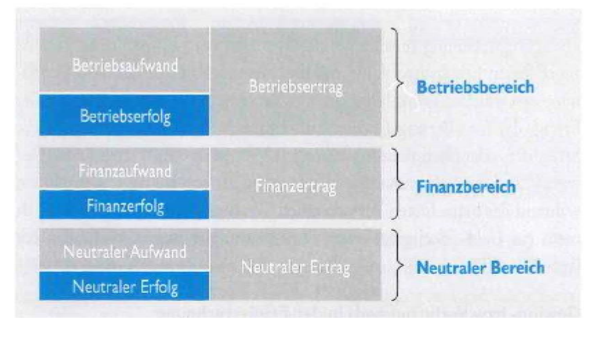 Betriebsaufwand
Betriebsertrag
Betriebserfolg
Betriebsbereich
Finanzaufwand
Finanzertrag
Finanzerfolg
Finanzbereich
Neutraler Aufwand
Neutraler Ertrag
Neutraler Erfolg
Neutraler Bereich